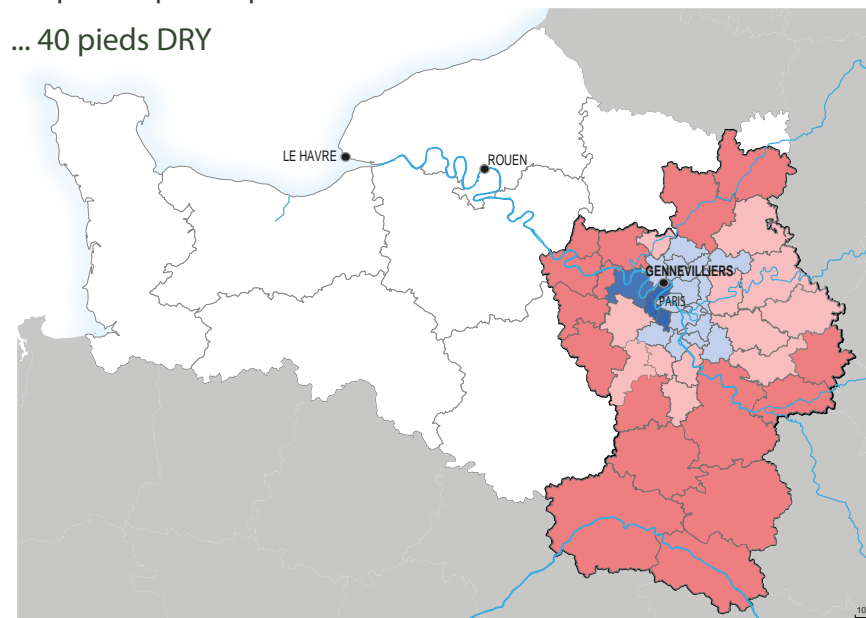 ... 40 pieds DRY
LE HAVRE
ROUEN
GENNEVILLIERS
PARIS
10